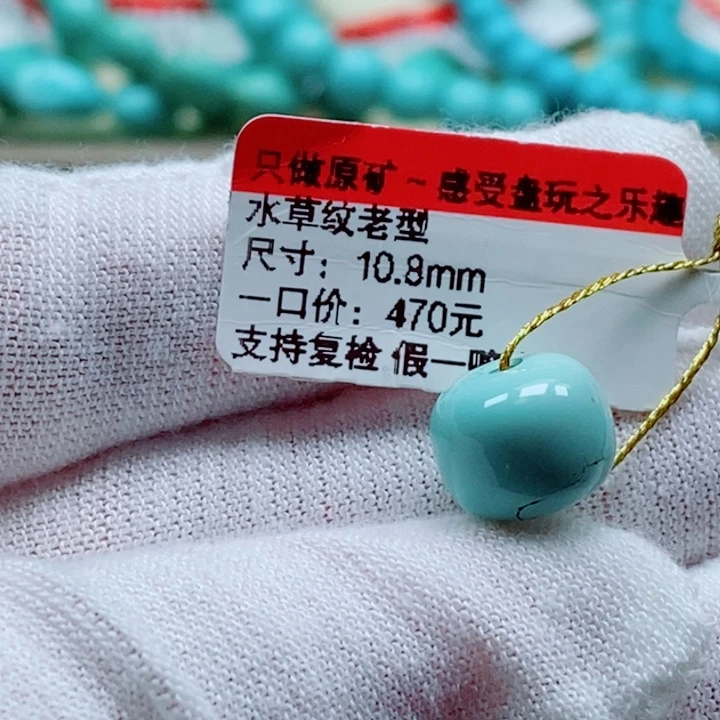 只做原矿~感受盘玩之乐趣
水草纹老型
尺寸：10.8mm
一口价：470元
支持复检 假一